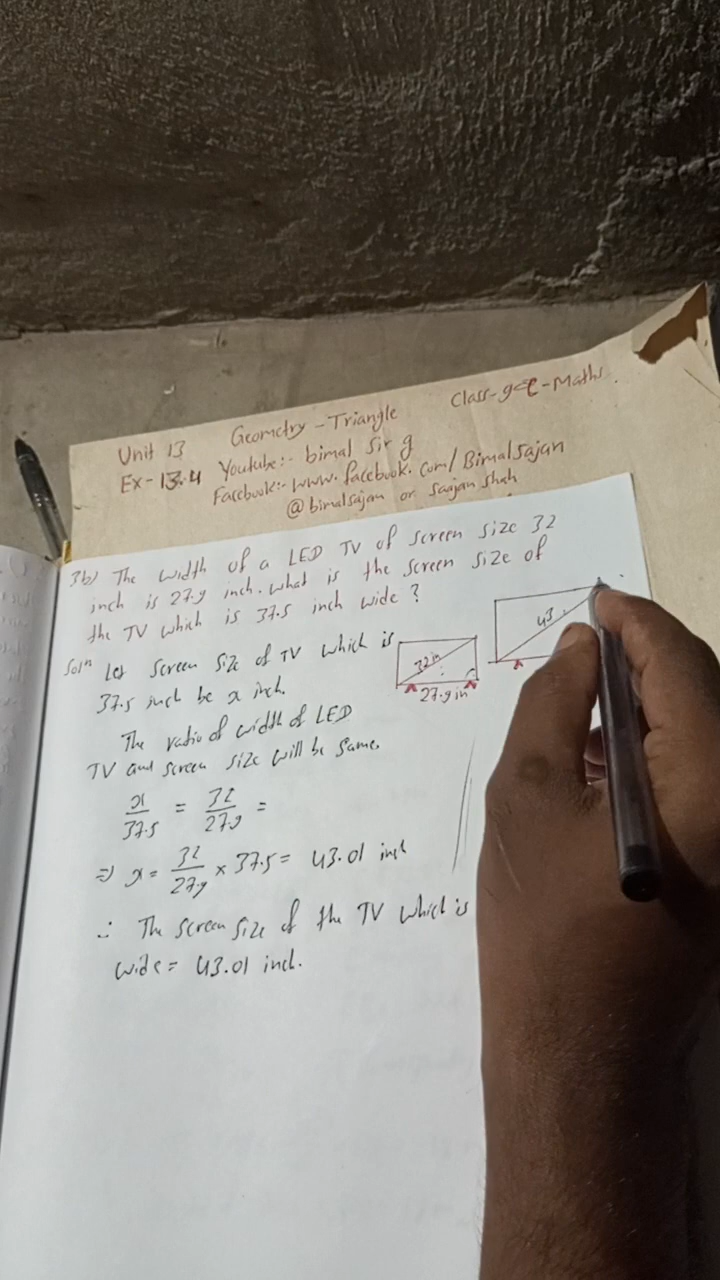 Unit 13 Geometry - Triangle Class-9 - Maths.
Ex- 13.4 Youtube:- bimal Sir g
Facebook:- www.facebook.com/Bimalsajan
@bimalsajan or Saajan Shah
3b) The width of a LED TV of screen size 32
inch is 27.9 inch. what is the screen size of
the TV which is 37.5 inch wide ?
Solⁿ Let screen size of TV which is
37.5 inch be x inch.
The ratio of width of LED
TV and screen size will be same.
x/37.5 = 32/27.9 =
⇒ x = 32/27.9 × 37.5 = 43.01 inch
∴ The screen size of the TV which is
wide = 43.01 inch.
32 in
27.9 in
43